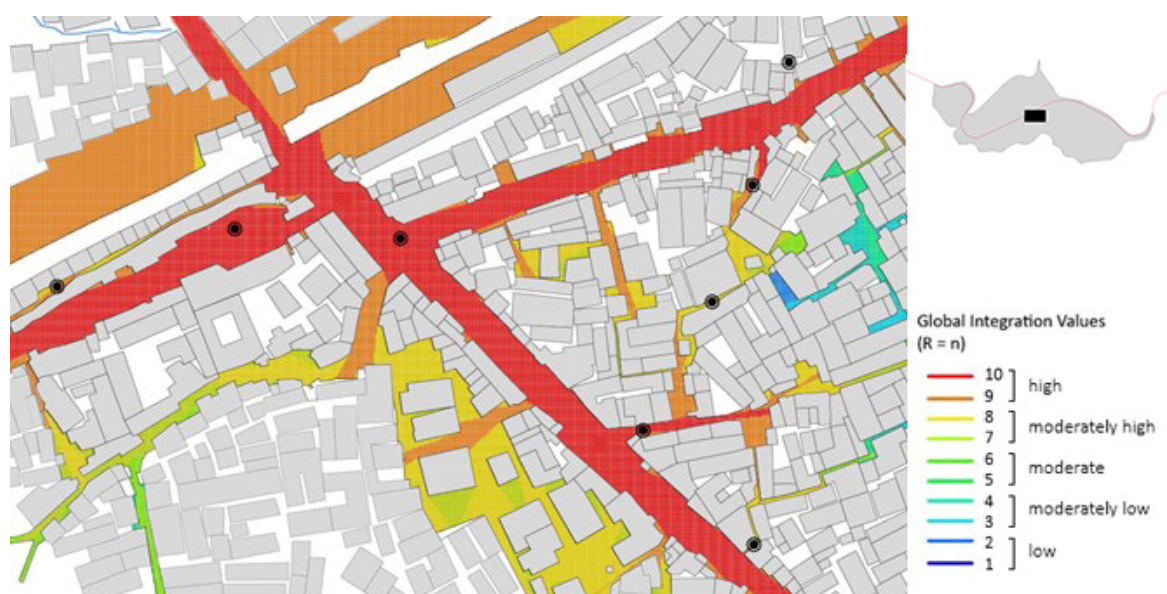 Global Integration Values
(R = n)
10
9
high
8
7
moderately high
6
5
moderate
4
3
moderately low
2
1
low